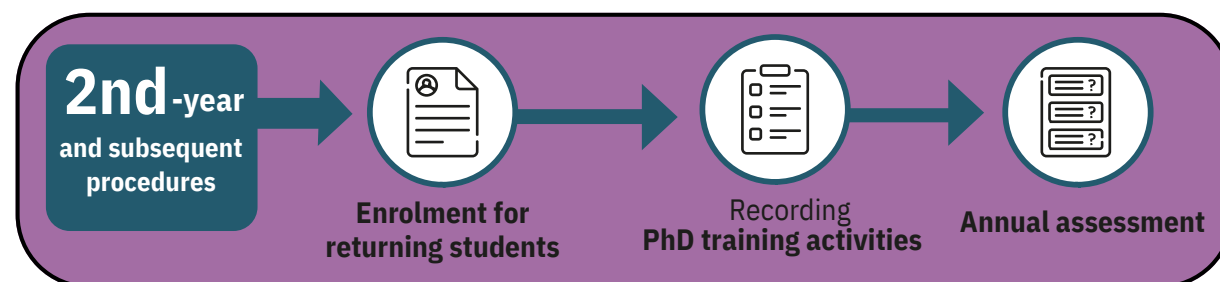 2nd-year
and subsequent
procedures
Enrolment for
returning students
Recording
PhD training activities
Annual assessment
?
?
?